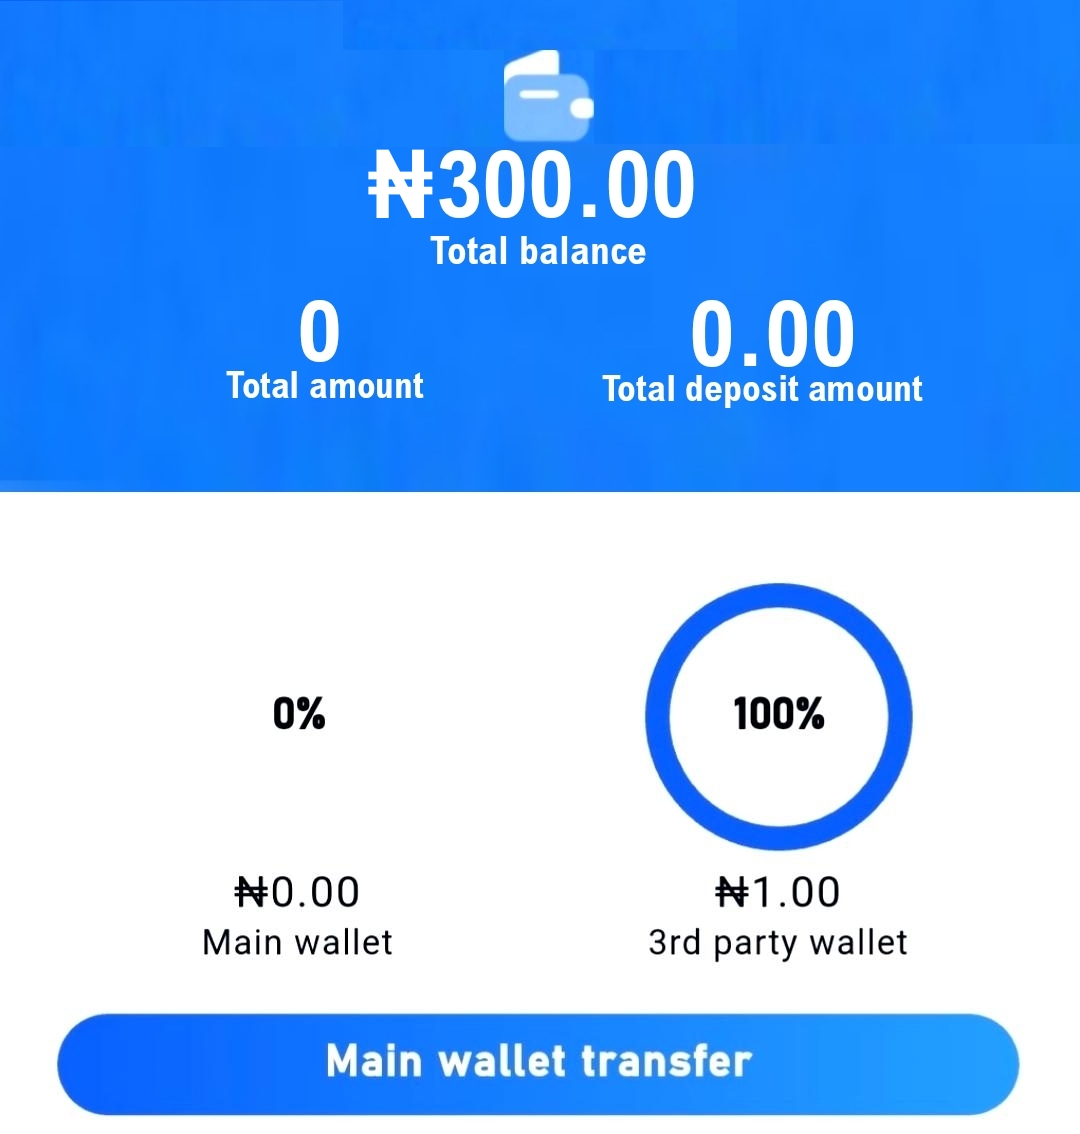 ₦300.00
Total balance
0 0.00
Total amount Total deposit amount
0% 100%
₦0.00 ₦1.00
Main wallet 3rd party wallet
Main wallet transfer